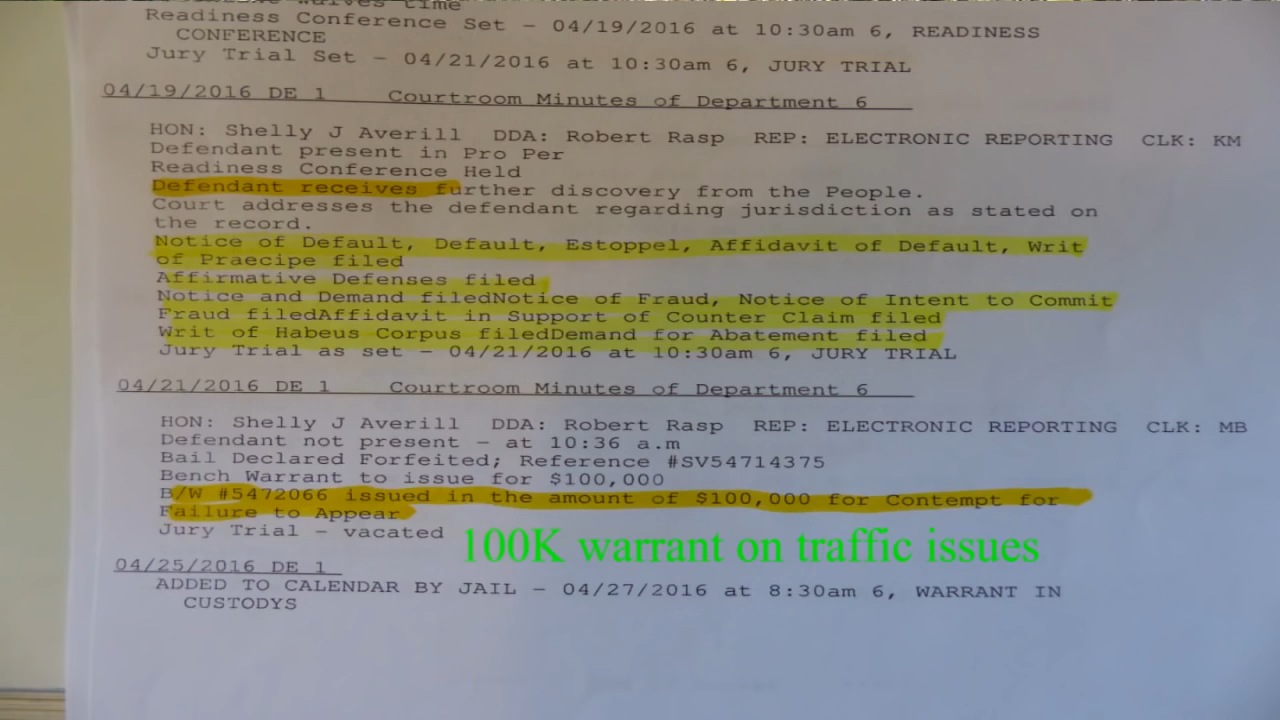 waives time
Readiness Conference Set - 04/19/2016 at 10:30am 6, READINESS
CONFERENCE
Jury Trial Set - 04/21/2016 at 10:30am 6, JURY TRIAL
04/19/2016 DE 1 Courtroom Minutes of Department 6
HON: Shelly J Averill DDA: Robert Rasp REP: ELECTRONIC REPORTING CLK: KM
Defendant present in Pro Per
Readiness Conference Held
Defendant receives further discovery from the People.
Court addresses the defendant regarding jurisdiction as stated on
the record.
Notice of Default, Default, Estoppel, Affidavit of Default, Writ
of Praecipe filed
Affirmative Defenses filed
Notice and Demand filedNotice of Fraud, Notice of Intent to Commit
Fraud filedAffidavit in Support of Counter Claim filed
Writ of Habeus Corpus filedDemand for Abatement filed
Jury Trial as set - 04/21/2016 at 10:30am 6, JURY TRIAL
04/21/2016 DE 1 Courtroom Minutes of Department 6
HON: Shelly J Averill DDA: Robert Rasp REP: ELECTRONIC REPORTING CLK: MB
Defendant not present - at 10:36 a.m
Bail Declared Forfeited; Reference #SV54714375
Bench Warrant to issue for $100,000
B/W #5472066 issued in the amount of $100,000 for Contempt for
Failure to Appear
Jury Trial - vacated
100K warrant on traffic issues
04/25/2016 DE 1
ADDED TO CALENDAR BY JAIL - 04/27/2016 at 8:30am 6, WARRANT IN
CUSTODYS